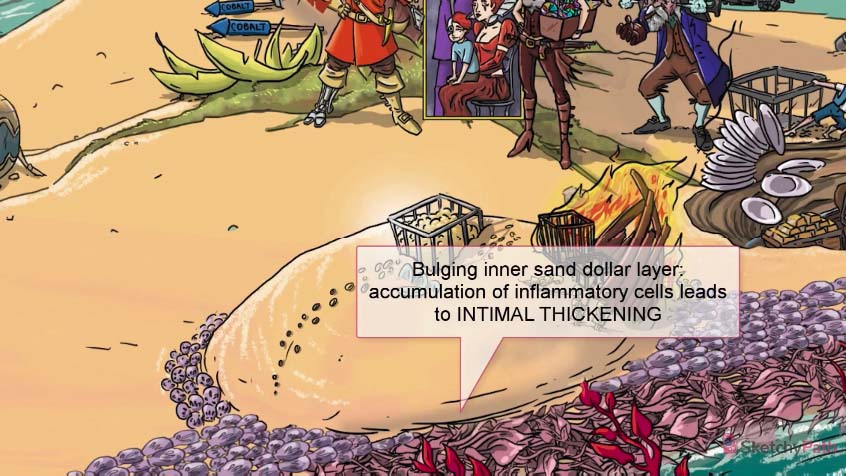 COBALT
COBALT
Bulging inner sand dollar layer:
accumulation of inflammatory cells leads
to INTIMAL THICKENING
SketchyPath